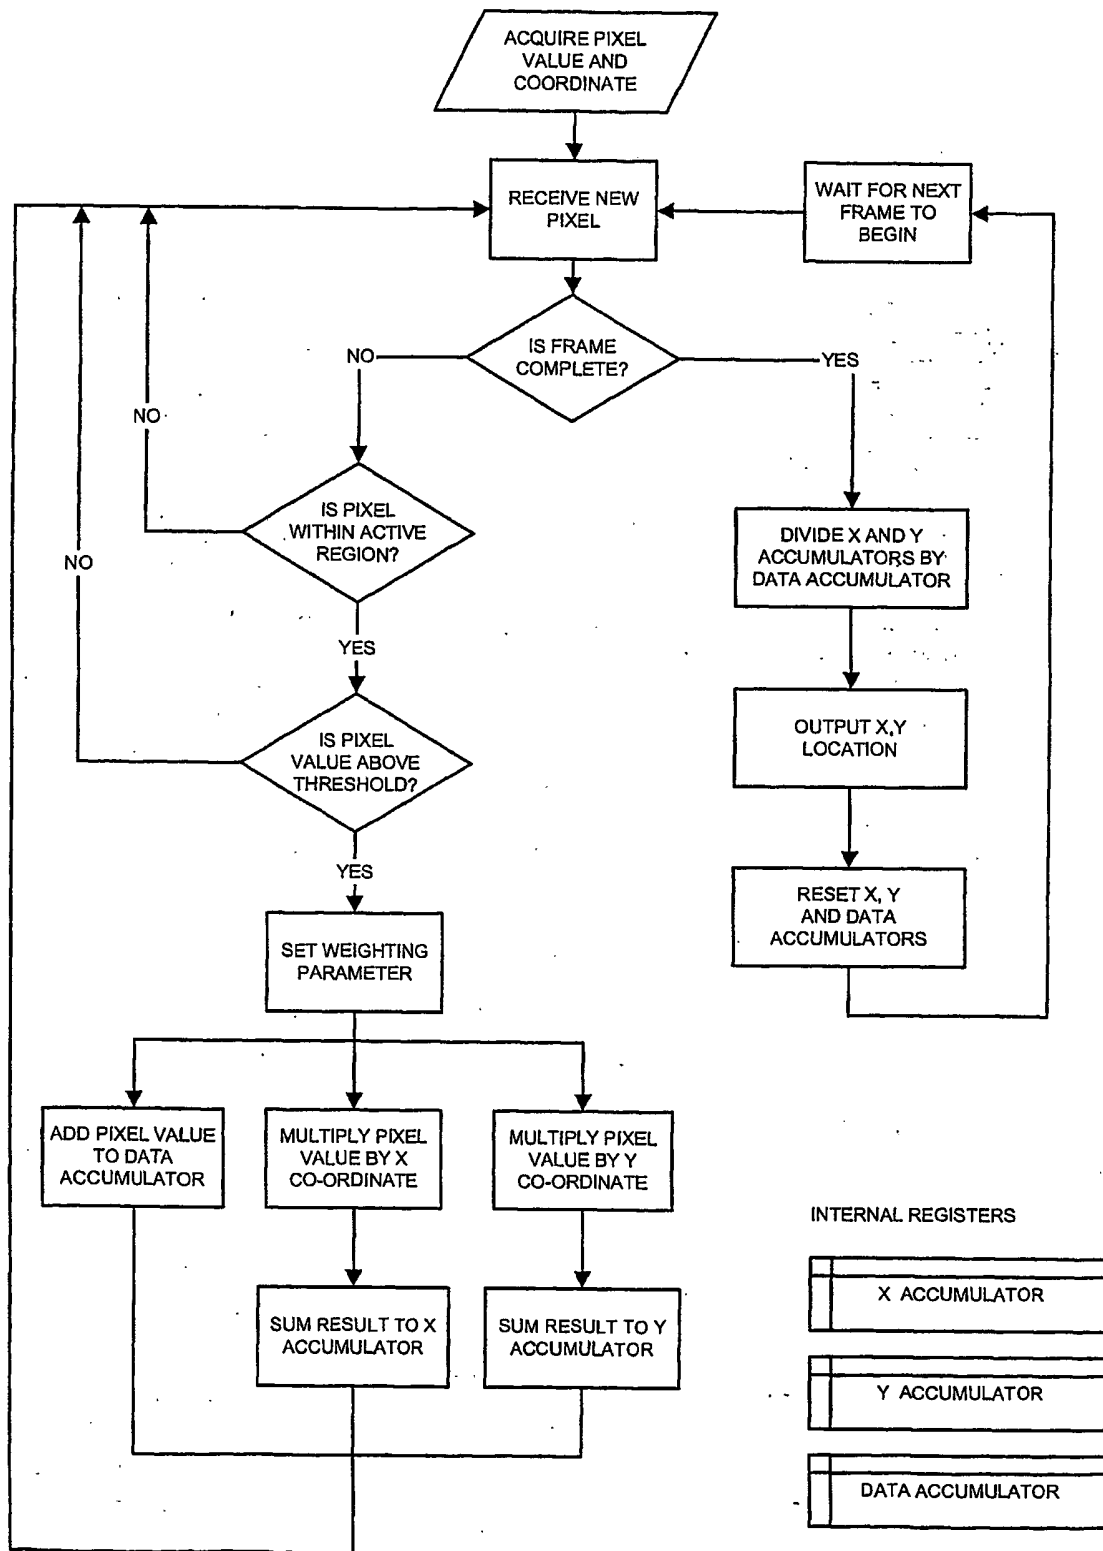 ACQUIRE PIXEL
VALUE AND
COORDINATE
RECEIVE NEW
PIXEL
WAIT FOR NEXT
FRAME TO
BEGIN
IS FRAME
COMPLETE?
NO
YES
NO
IS PIXEL
WITHIN ACTIVE
REGION?
NO
DIVIDE X AND Y
ACCUMULATORS BY
DATA ACCUMULATOR
YES
IS PIXEL
VALUE ABOVE
THRESHOLD?
OUTPUT X,Y
LOCATION
YES
RESET X, Y
AND DATA
ACCUMULATORS
SET WEIGHTING
PARAMETER
ADD PIXEL VALUE
TO DATA
ACCUMULATOR
MULTIPLY PIXEL
VALUE BY X
CO-ORDINATE
MULTIPLY PIXEL
VALUE BY Y
CO-ORDINATE
SUM RESULT TO X
ACCUMULATOR
SUM RESULT TO Y
ACCUMULATOR
INTERNAL REGISTERS
X ACCUMULATOR
Y ACCUMULATOR
DATA ACCUMULATOR